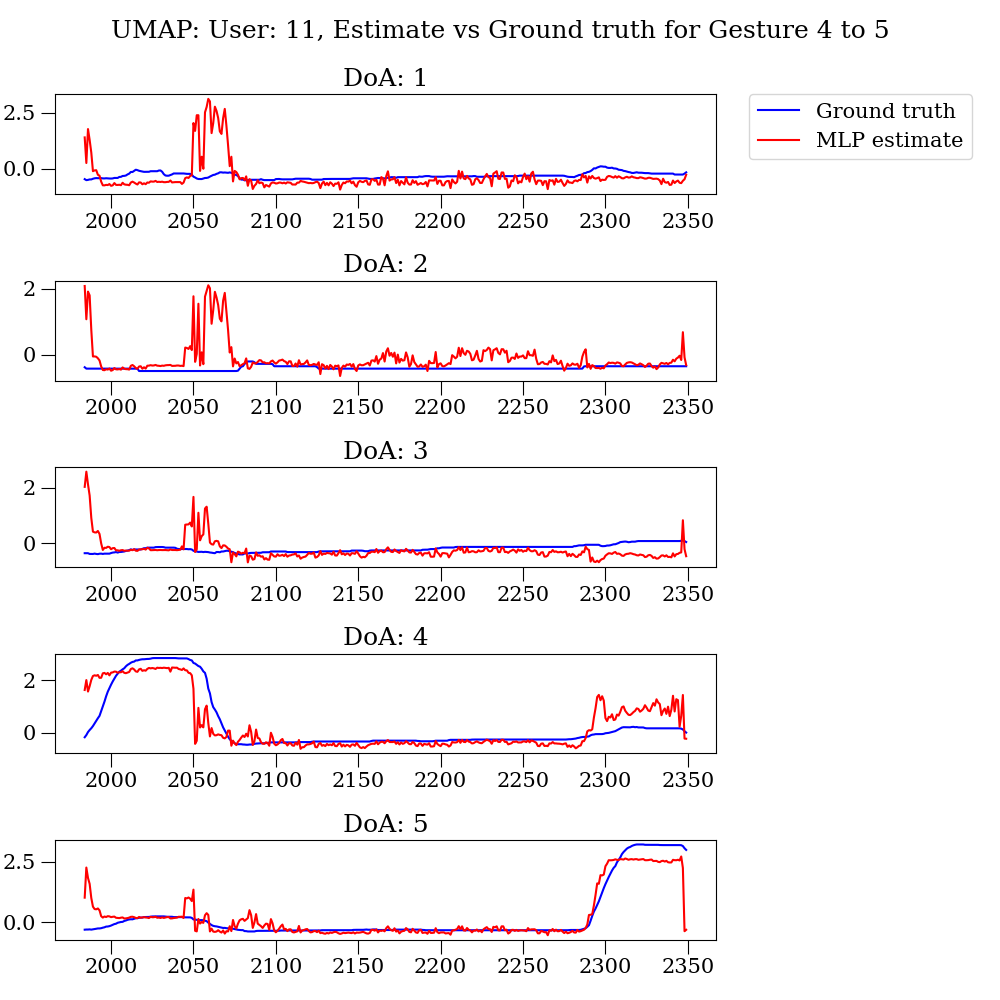 UMAP: User: 11, Estimate vs Ground truth for Gesture 4 to 5
DoA: 1
Ground truth
MLP estimate
2.5
0.0
2000 2050 2100 2150 2200 2250 2300 2350
DoA: 2
2
0
2000 2050 2100 2150 2200 2250 2300 2350
DoA: 3
2
0
2000 2050 2100 2150 2200 2250 2300 2350
DoA: 4
2
0
2000 2050 2100 2150 2200 2250 2300 2350
DoA: 5
2.5
0.0
2000 2050 2100 2150 2200 2250 2300 2350